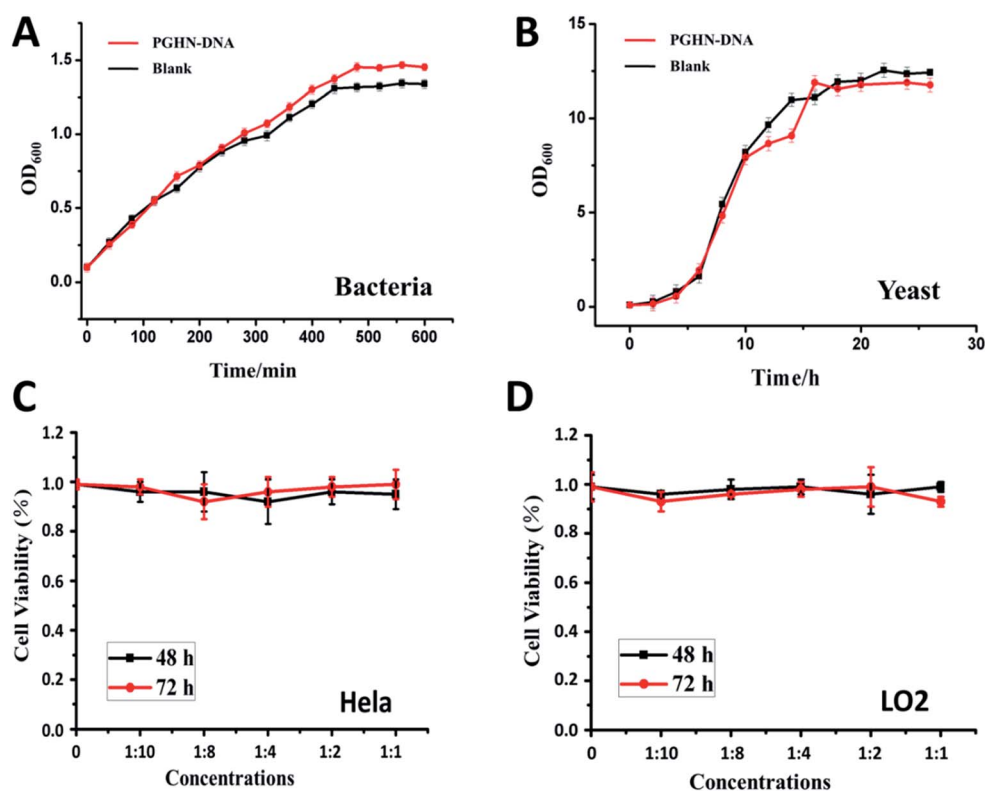 A
PGHN-DNA
Blank
1.5
1.0
0.5
0.0
OD600
0 100 200 300 400 500 600
Time/min
Bacteria
B
PGHN-DNA
Blank
15
10
5
0
OD600
0 10 20 30
Time/h
Yeast
C
1.2
1.0
0.8
0.6
0.4
0.2
0.0
Cell Viability (%)
48 h
72 h
Hela
0 1:10 1:8 1:4 1:2 1:1
Concentrations
D
1.2
1.0
0.8
0.6
0.4
0.2
0.0
Cell Viability (%)
48 h
72 h
LO2
0 1:10 1:8 1:4 1:2 1:1
Concentrations